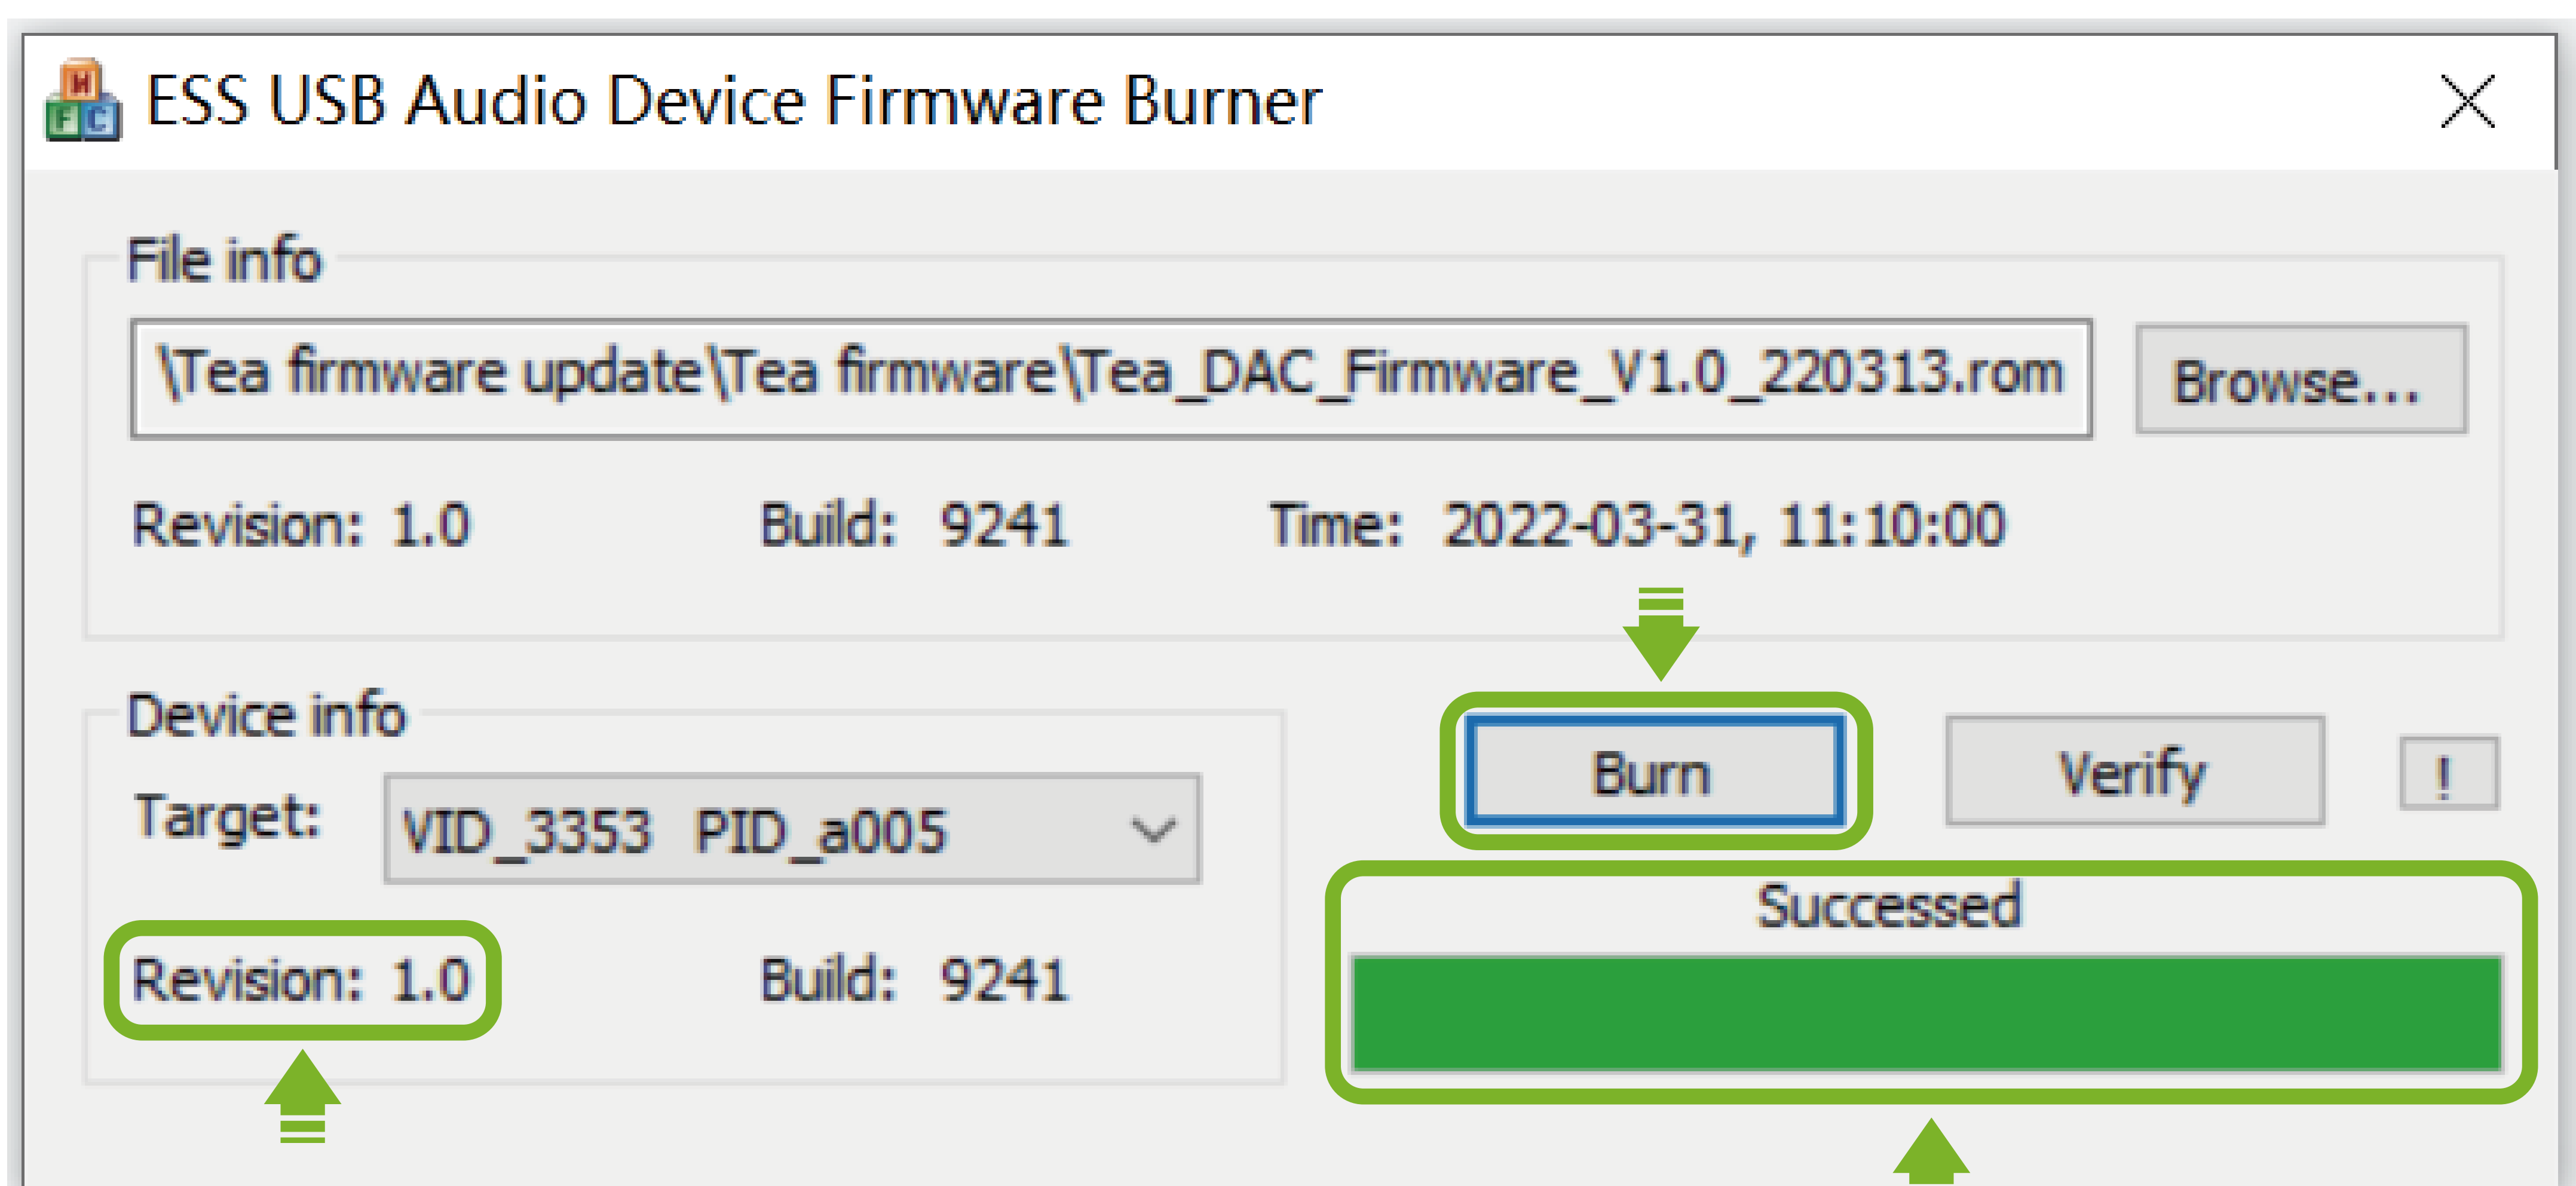 ESS USB Audio Device Firmware Burner
File info
\Tea firmware update\Tea firmware\Tea_DAC_Firmware_V1.0_220313.rom
Browse...
Revision: 1.0 Build: 9241 Time: 2022-03-31, 11:10:00
Device info
Target: VID_3353 PID_a005
Burn
Verify
!
Successed
Revision: 1.0 Build: 9241